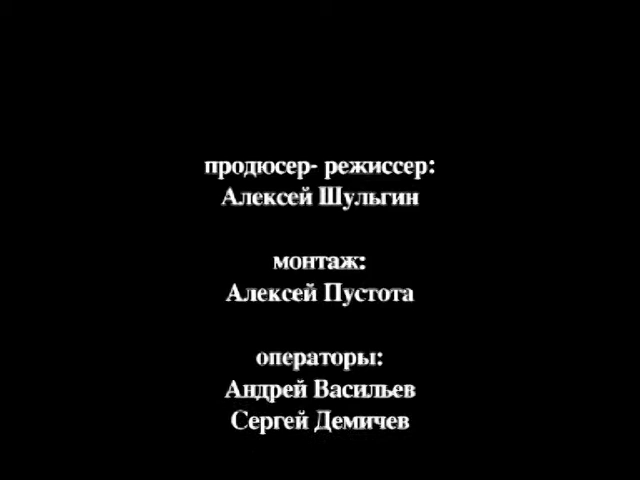 продюсер- режиссер:
Алексей Шульгин
монтаж:
Алексей Пустота
операторы:
Андрей Васильев
Сергей Демичев